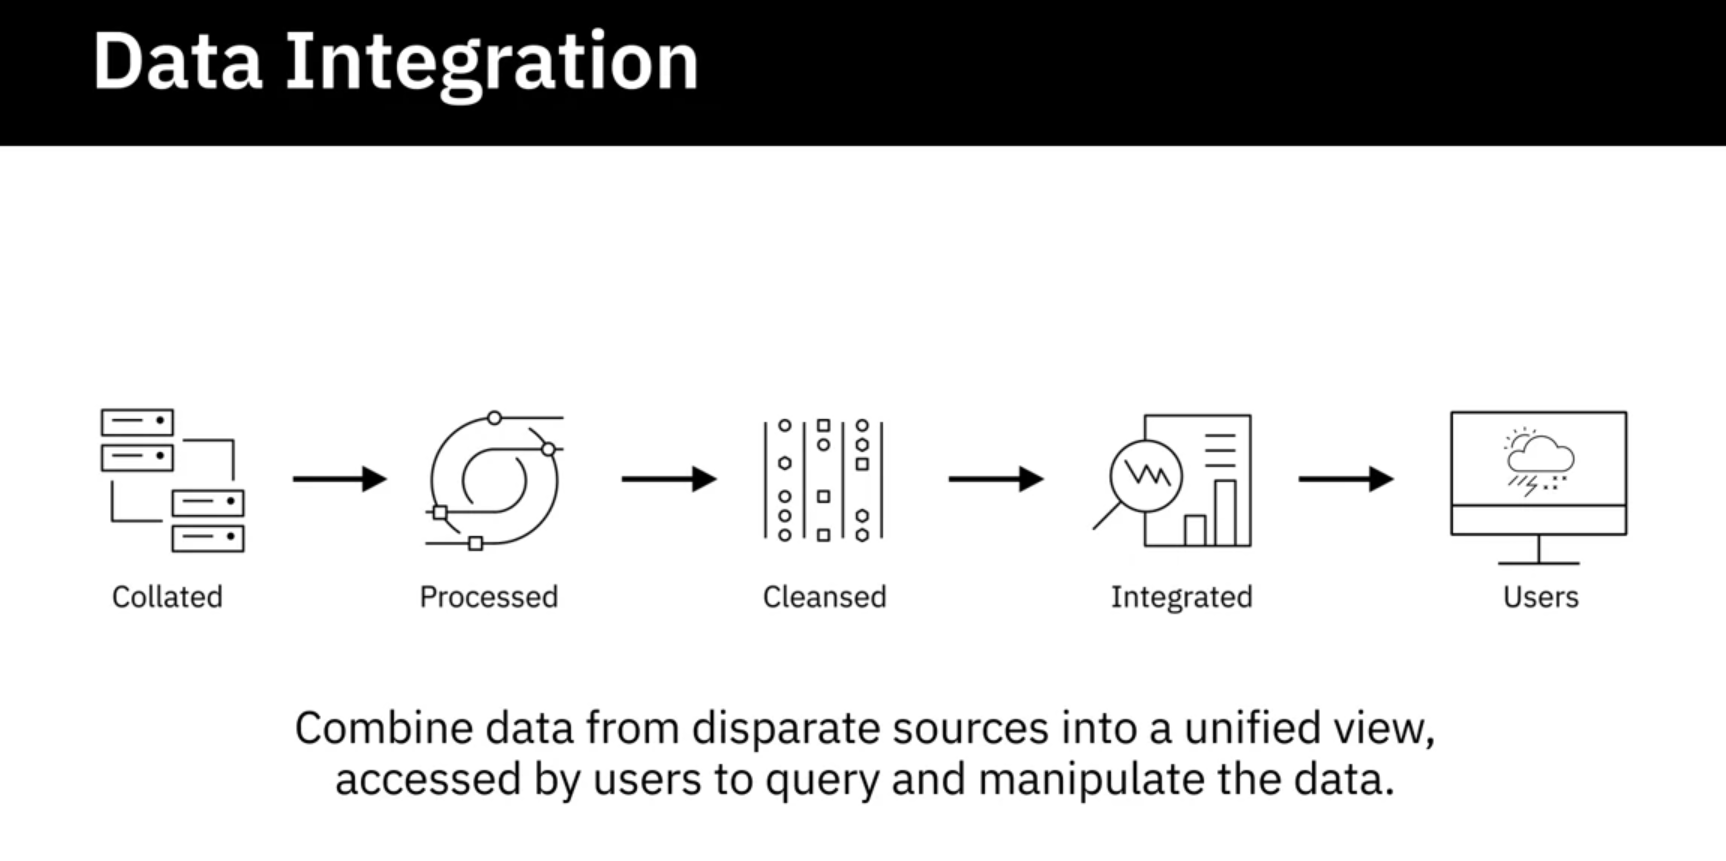 Data Integration
Collated
Processed
Cleansed
Integrated
Users
Combine data from disparate sources into a unified view,
accessed by users to query and manipulate the data.